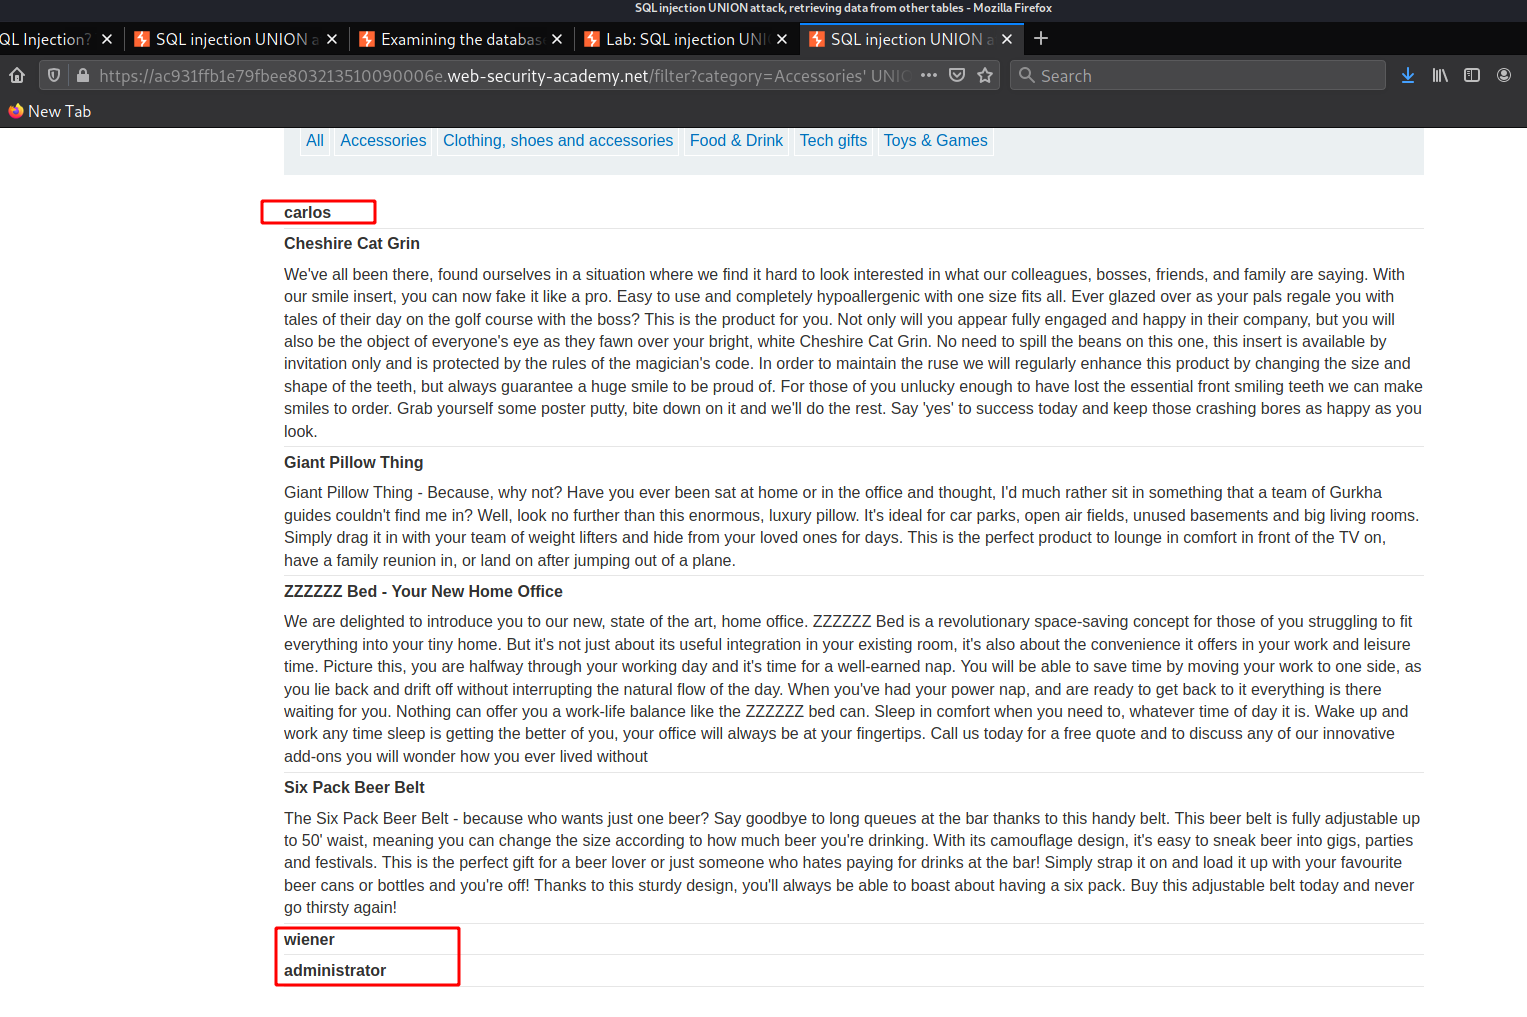 SQL injection UNION attack, retrieving data from other tables - Mozilla Firefox
QL Injection? × SQL injection UNION a × Examining the databas × Lab: SQL injection UNI × SQL injection UNION a × +
https://ac931ffb1e79fbee803213510090006e.web-security-academy.net/filter?category=Accessories' UNIO ••• Search
New Tab
All Accessories Clothing, shoes and accessories Food & Drink Tech gifts Toys & Games
carlos
Cheshire Cat Grin
We've all been there, found ourselves in a situation where we find it hard to look interested in what our colleagues, bosses, friends, and family are saying. With
our smile insert, you can now fake it like a pro. Easy to use and completely hypoallergenic with one size fits all. Ever glazed over as your pals regale you with
tales of their day on the golf course with the boss? This is the product for you. Not only will you appear fully engaged and happy in their company, but you will
also be the object of everyone's eye as they fawn over your bright, white Cheshire Cat Grin. No need to spill the beans on this one, this insert is available by
invitation only and is protected by the rules of the magician's code. In order to maintain the ruse we will regularly enhance this product by changing the size and
shape of the teeth, but always guarantee a huge smile to be proud of. For those of you unlucky enough to have lost the essential front smiling teeth we can make
smiles to order. Grab yourself some poster putty, bite down on it and we'll do the rest. Say 'yes' to success today and keep those crashing bores as happy as you
look.
Giant Pillow Thing
Giant Pillow Thing - Because, why not? Have you ever been sat at home or in the office and thought, I'd much rather sit in something that a team of Gurkha
guides couldn't find me in? Well, look no further than this enormous, luxury pillow. It's ideal for car parks, open air fields, unused basements and big living rooms.
Simply drag it in with your team of weight lifters and hide from your loved ones for days. This is the perfect product to lounge in comfort in front of the TV on,
have a family reunion in, or land on after jumping out of a plane.
ZZZZZZ Bed - Your New Home Office
We are delighted to introduce you to our new, state of the art, home office. ZZZZZZ Bed is a revolutionary space-saving concept for those of you struggling to fit
everything into your tiny home. But it's not just about its useful integration in your existing room, it's also about the convenience it offers in your work and leisure
time. Picture this, you are halfway through your working day and it's time for a well-earned nap. You will be able to save time by moving your work to one side, as
you lie back and drift off without interrupting the natural flow of the day. When you've had your power nap, and are ready to get back to it everything is there
waiting for you. Nothing can offer you a work-life balance like the ZZZZZZ bed can. Sleep in comfort when you need to, whatever time of day it is. Wake up and
work any time sleep is getting the better of you, your office will always be at your fingertips. Call us today for a free quote and to discuss any of our innovative
add-ons you will wonder how you ever lived without
Six Pack Beer Belt
The Six Pack Beer Belt - because who wants just one beer? Say goodbye to long queues at the bar thanks to this handy belt. This beer belt is fully adjustable up
to 50' waist, meaning you can change the size according to how much beer you're drinking. With its camouflage design, it's easy to sneak beer into gigs, parties
and festivals. This is the perfect gift for a beer lover or just someone who hates paying for drinks at the bar! Simply strap it on and load it up with your favourite
beer cans or bottles and you're off! Thanks to this sturdy design, you'll always be able to boast about having a six pack. Buy this adjustable belt today and never
go thirsty again!
wiener
administrator